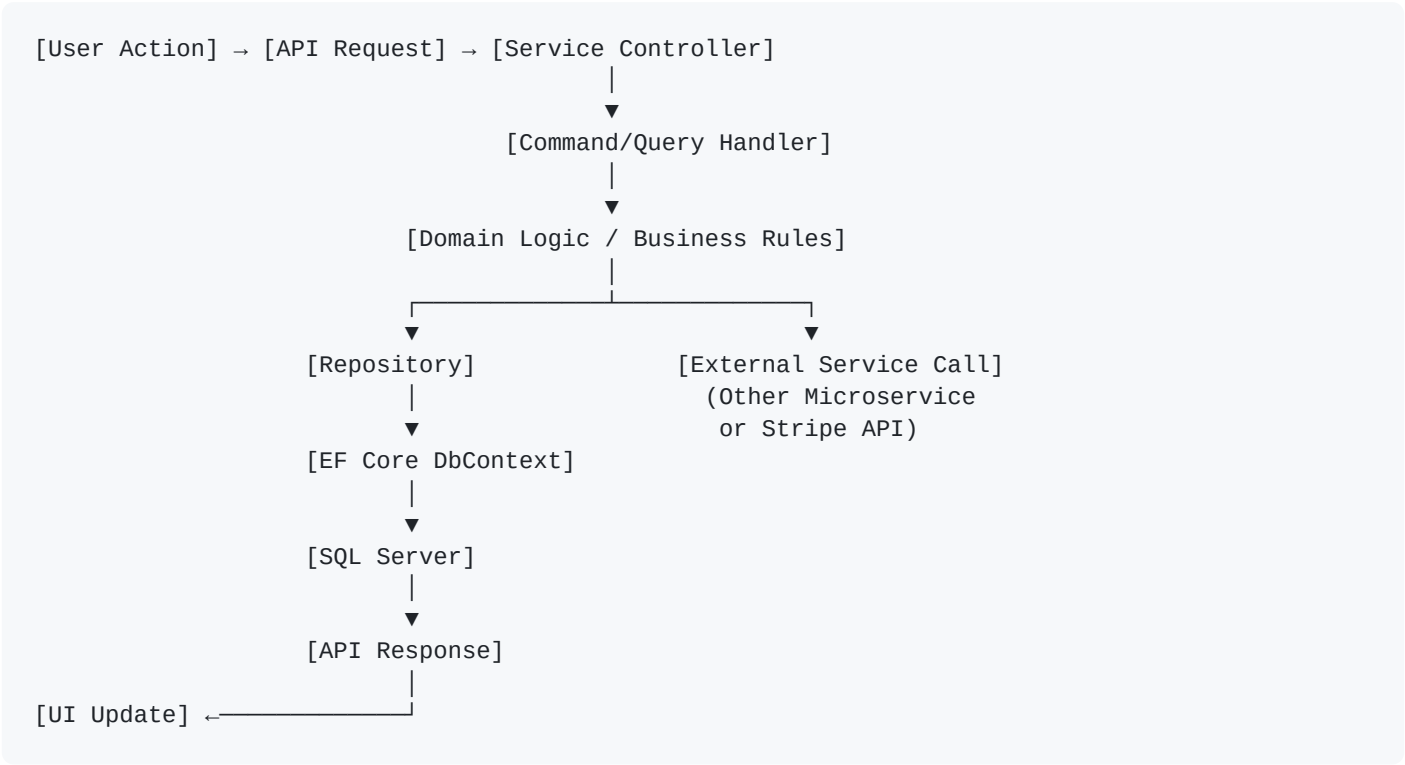 [User Action] → [API Request] → [Service Controller]
│
▼
[Command/Query Handler]
│
▼
[Domain Logic / Business Rules]
│
┌─────────────┴─────────────┐
▼ ▼
[Repository] [External Service Call]
│ (Other Microservice
▼ or Stripe API)
[EF Core DbContext]
│
▼
[SQL Server]
│
▼
[API Response]
│
[UI Update] ←─────────────┘